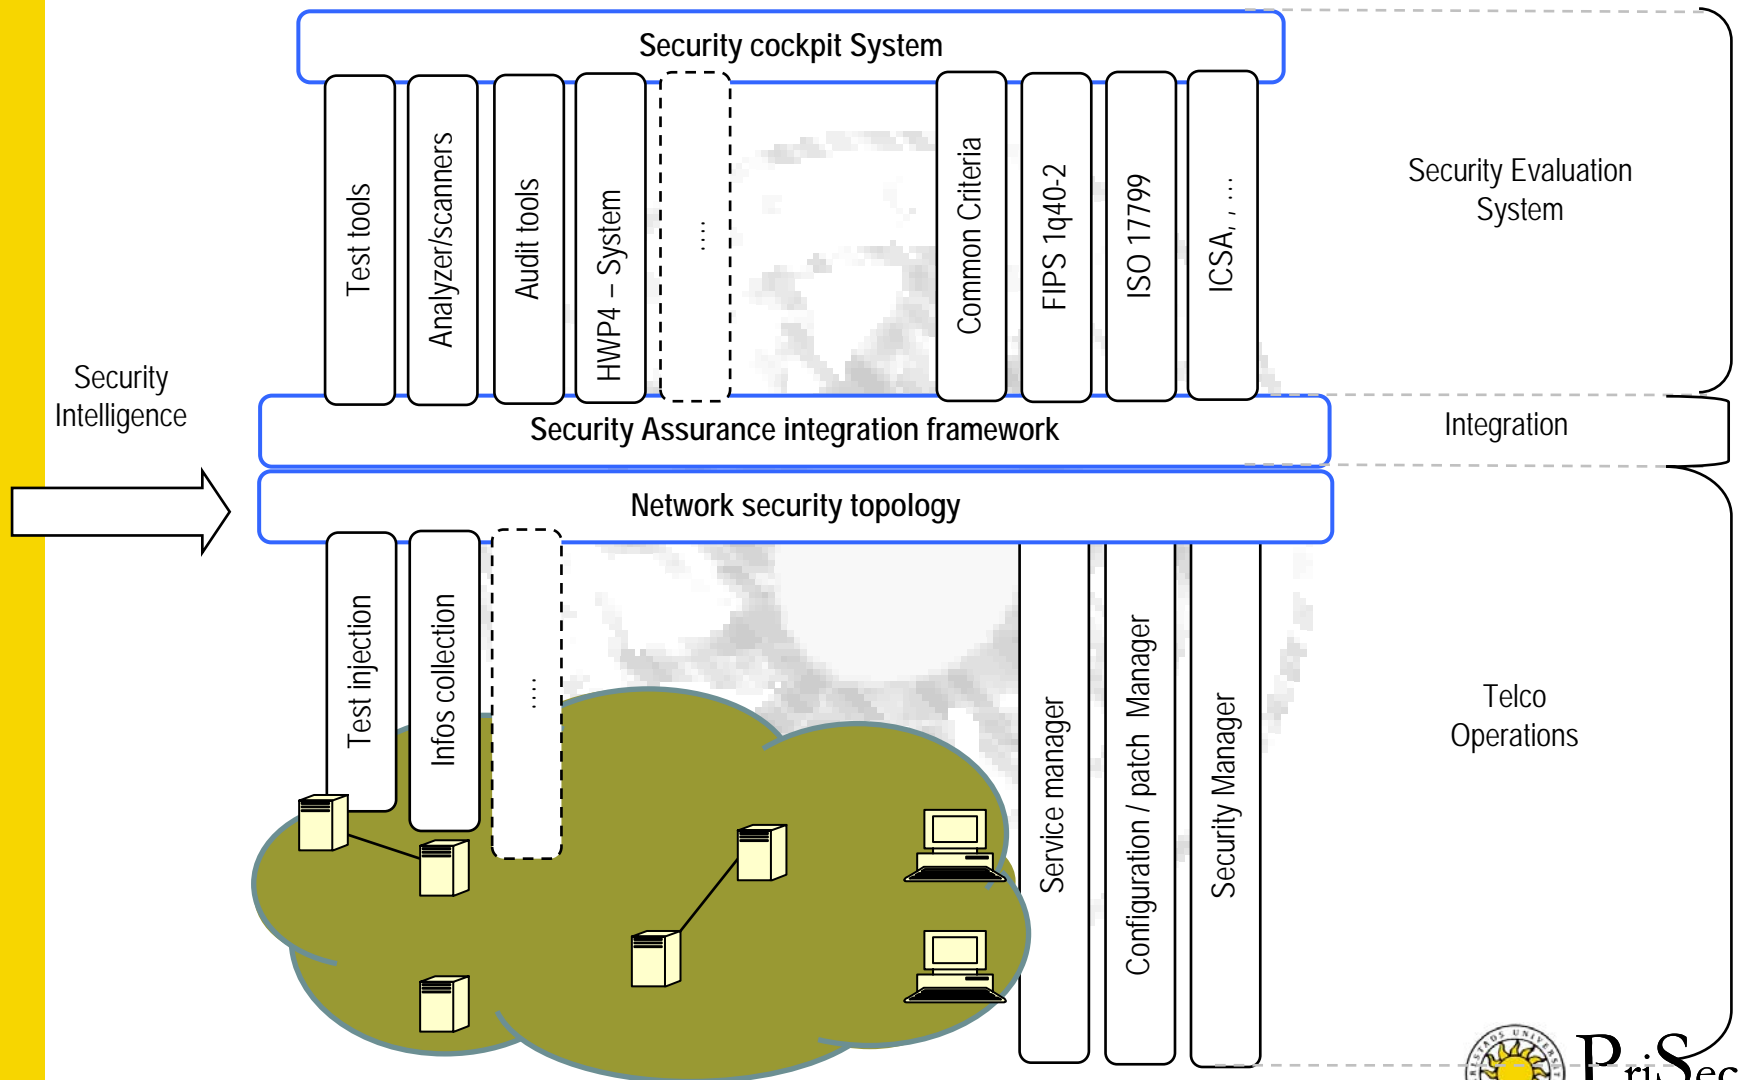 Security cockpit System
Test tools
Analyzer/scanners
Audit tools
HWP4 – System
....
Common Criteria
FIPS 1q40-2
ISO 17799
ICSA, , ...
Security Evaluation
System
Security
Intelligence
Security Assurance integration framework
Integration
Network security topology
Test injection
Infos collection
....
Service manager
Configuration / patch Manager
Security Manager
Telco
Operations
PriSec